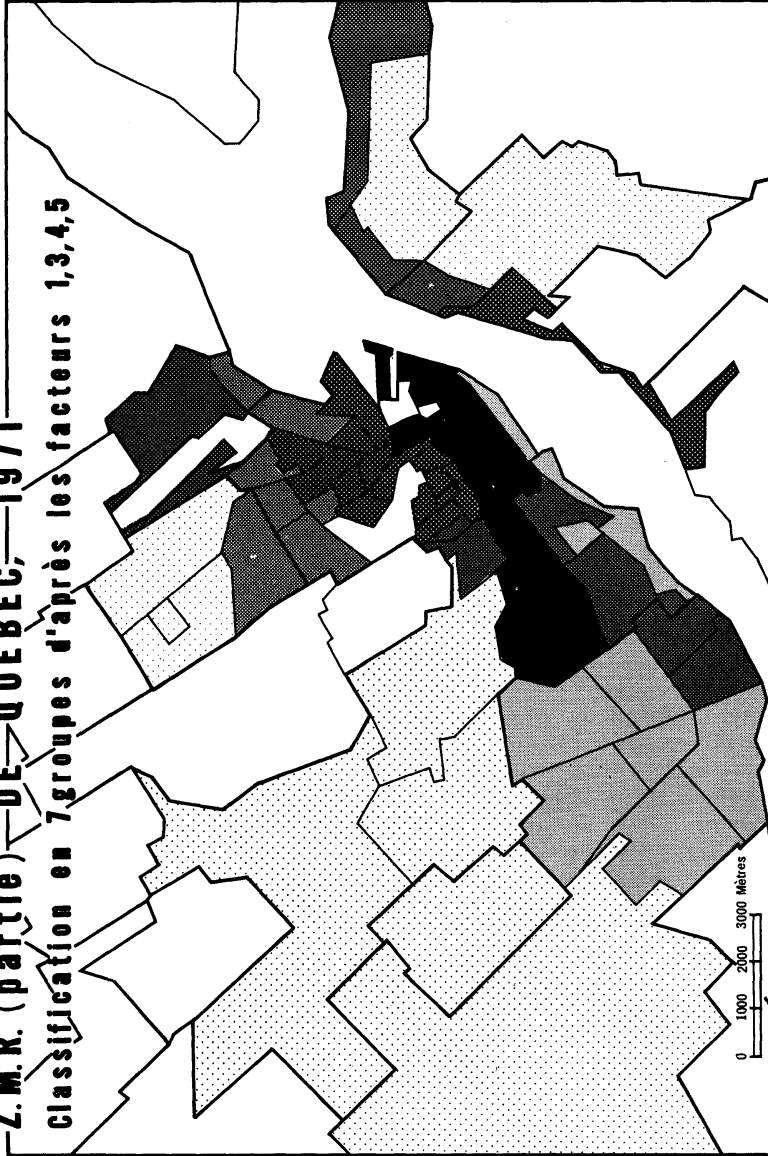 Z.M.R. (partie) DE QUÉBEC, 1971
Classification en 7 groupes d'après les facteurs 1,3,4,5
0 1000 2000 3000 Mètres